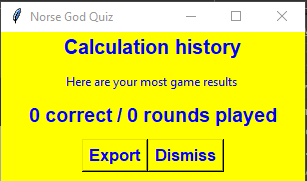 Norse God Quiz
Calculation history
Here are your most game results
0 correct / 0 rounds played
Export Dismiss